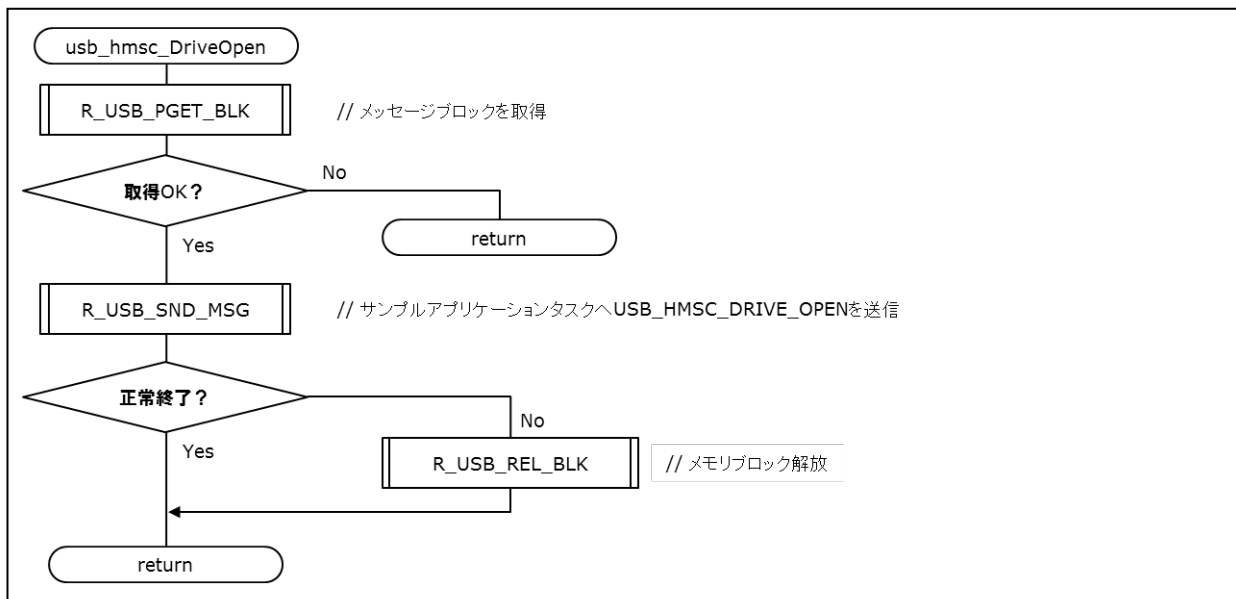 usb_hmsc_DriveOpen
R_USB_PGET_BLK
// メッセージブロックを取得
取得OK？
No
return
Yes
R_USB_SND_MSG
// サンプルアプリケーションタスクへUSB_HMSC_DRIVE_OPENを送信
正常終了？
No
Yes
R_USB_REL_BLK
// メモリブロック解放
return